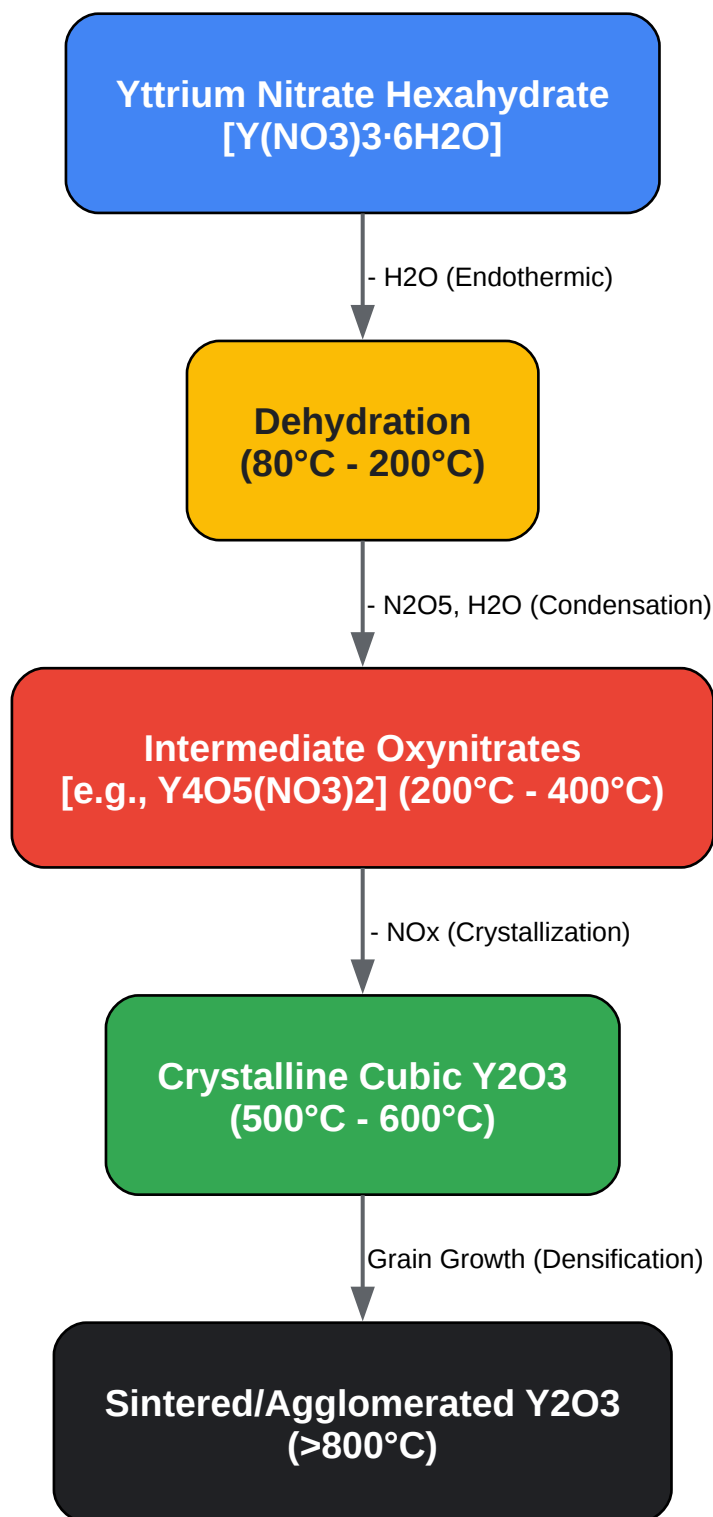 Yttrium Nitrate Hexahydrate
[Y(NO3)3·6H2O]
- H2O (Endothermic)
Dehydration
(80°C - 200°C)
- N2O5, H2O (Condensation)
Intermediate Oxynitrates
[e.g., Y4O5(NO3)2] (200°C - 400°C)
- NOx (Crystallization)
Crystalline Cubic Y2O3
(500°C - 600°C)
Grain Growth (Densification)
Sintered/Agglomerated Y2O3
(>800°C)